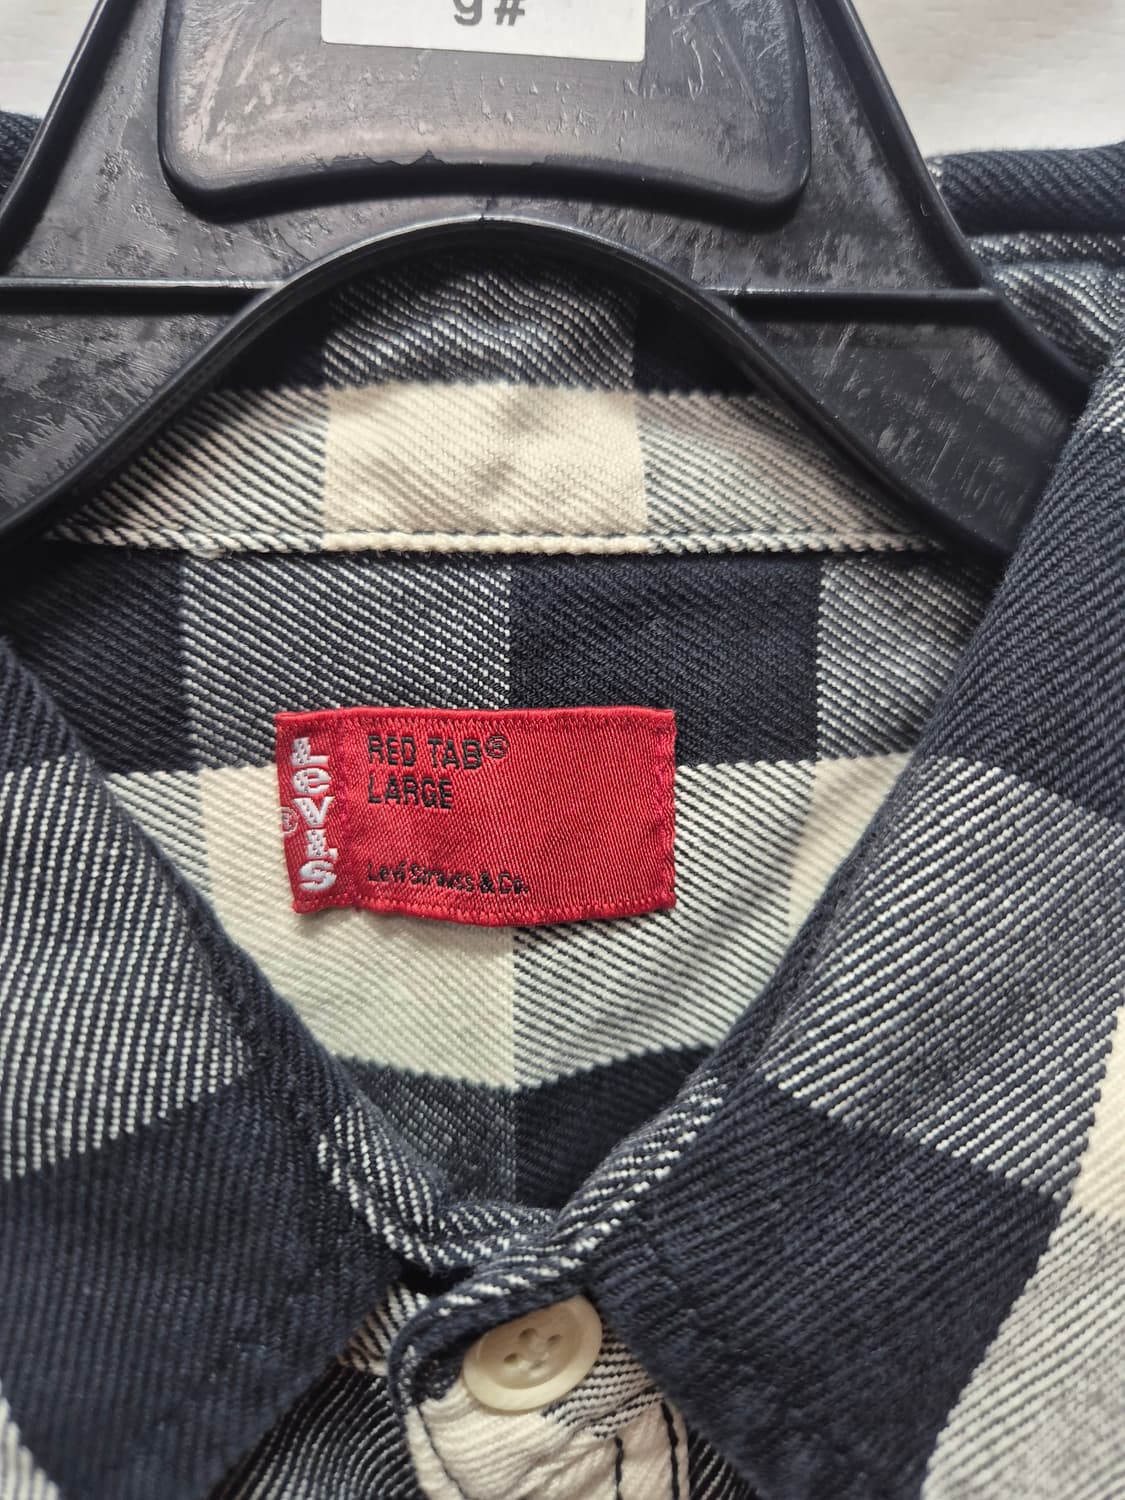 9#
RED TAB®
LARGE
Levi Strauss & Co.
LEVI'S
®